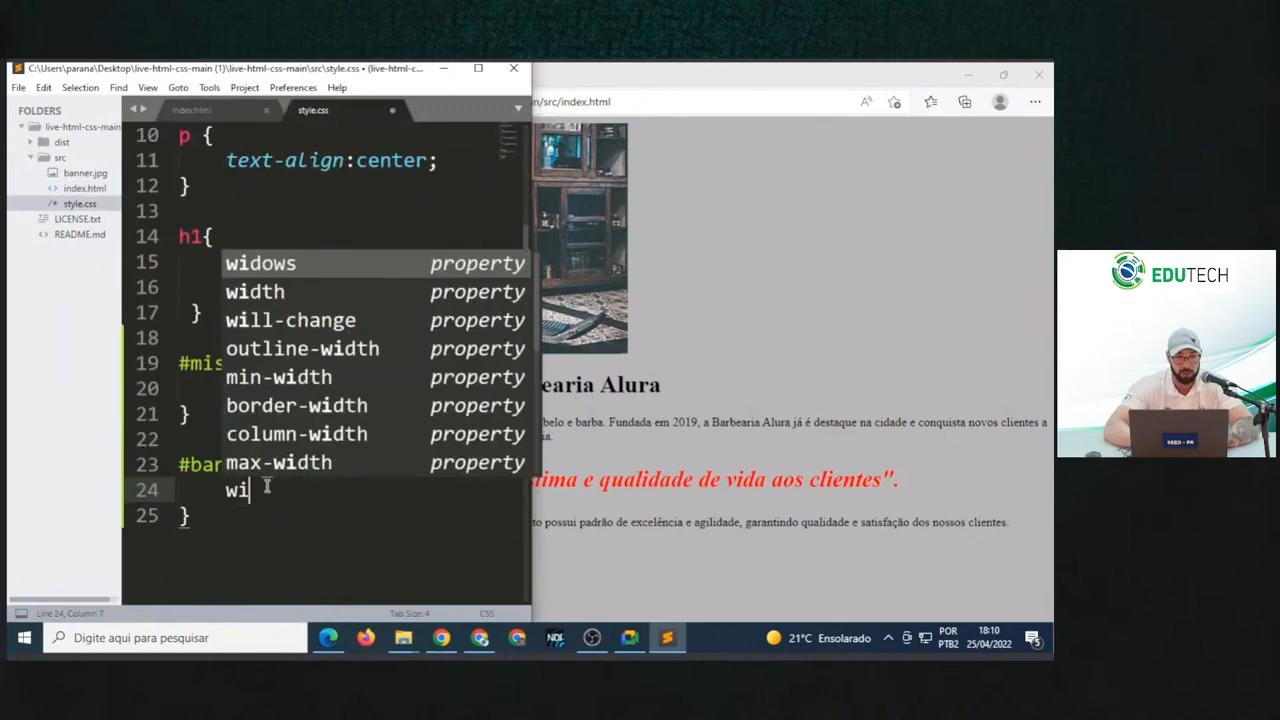 C:\Users\parana\Desktop\live-html-css-main (1)\live-html-css-main\src\style.css • (live-html-c...
File Edit Selection Find View Goto Tools Project Preferences Help
FOLDERS
live-html-css-main
dist
src
banner.jpg
index.html
style.css
LICENSE.txt
README.md
index.html
style.css
10 p {
11 text-align:center;
12 }
13
14 h1{
15
16
17 }
18
19 #mis
20
21 }
22
23 #ban
24 wi
25 }
widows property
width property
will-change property
outline-width property
min-width property
border-width property
column-width property
max-width property
Line 24, Column 7
Tab Size: 4
CSS
in/src/index.html
earia Alura
belo e barba. Fundada em 2019, a Barbearia Alura já é destaque na cidade e conquista novos clientes a
ia.
tima e qualidade de vida aos clientes".
to possui padrão de excelência e agilidade, garantindo qualidade e satisfação dos nossos clientes.
Digite aqui para pesquisar
21°C Ensolarado
POR
PTB2
18:10
25/04/2022
5
EDUTECH
SEED - PR